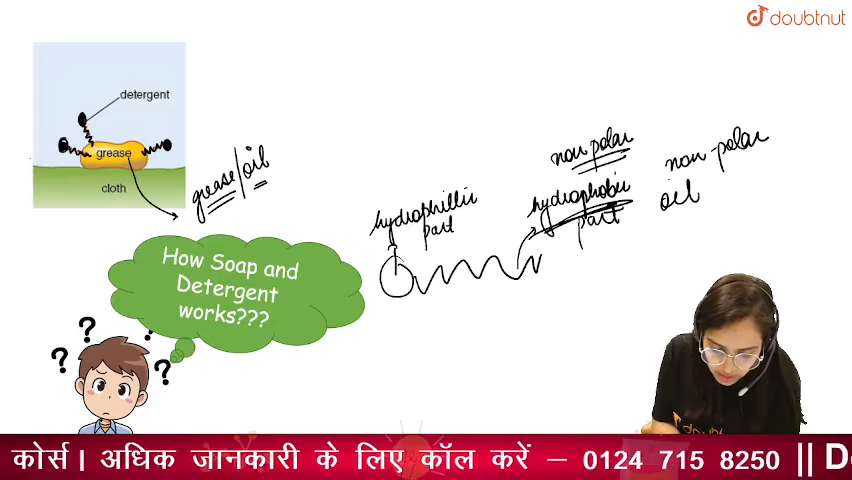 doubtnut
detergent
grease
cloth
grease/oil
How Soap and
Detergent
works???
???
?
hydrophillic
part
non polar
hydrophobic
part
non-polar
oil
कोर्स। अधिक जानकारी के लिए कॉल करें – 0124 715 8250 || D